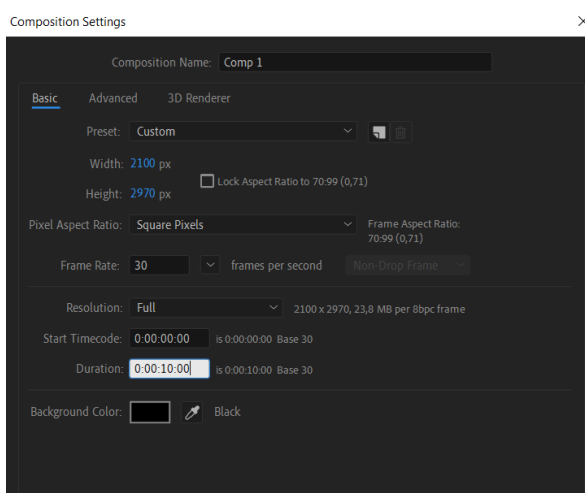 Composition Settings
Composition Name: Comp 1
Basic Advanced 3D Renderer
Preset: Custom
Width: 2100 px
Lock Aspect Ratio to 70:99 (0,71)
Height: 2970 px
Pixel Aspect Ratio: Square Pixels
Frame Aspect Ratio:
70:99 (0,71)
Frame Rate: 30 frames per second Non-Drop Frame
Resolution: Full 2100 x 2970, 23,8 MB per 8bpc frame
Start Timecode: 0:00:00:00 is 0:00:00:00 Base 30
Duration: 0:00:10:00 is 0:00:10:00 Base 30
Background Color: Black